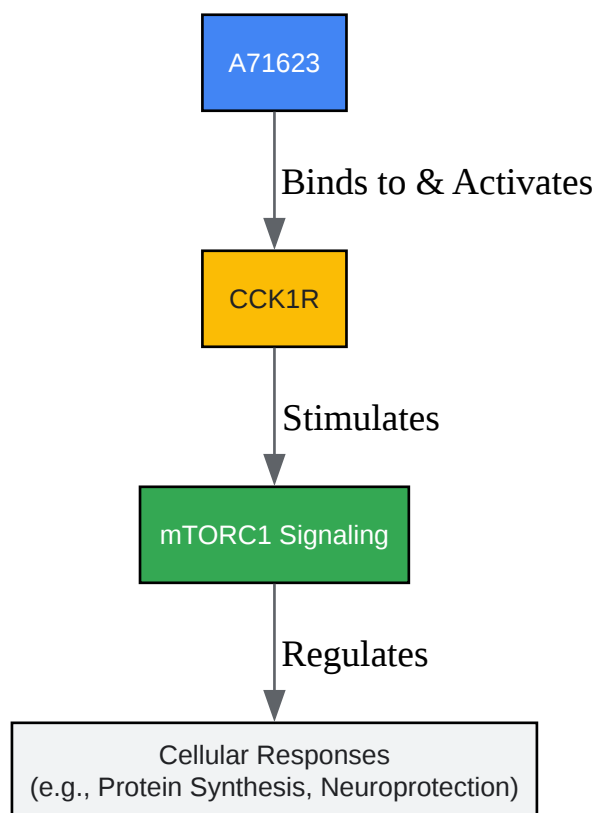 A71623
Binds to & Activates
CCK1R
Stimulates
mTORC1 Signaling
Regulates
Cellular Responses
(e.g., Protein Synthesis, Neuroprotection)